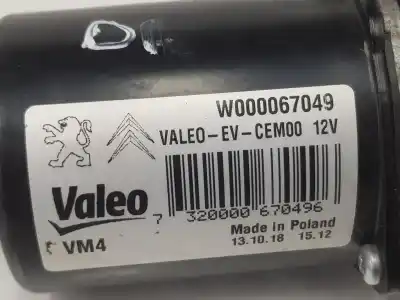 W000067049
VALEO-EV-CEM00 12V
Valeo
7 320000 670496
VM4
Made in Poland
13.10.18 15.12